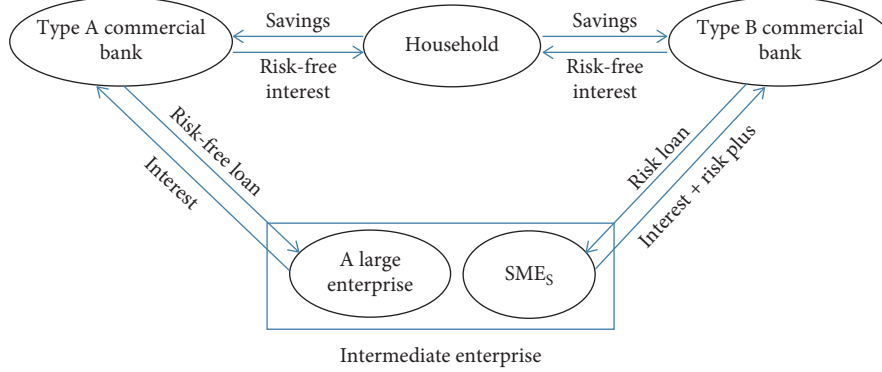 Type A commercial
bank
Savings
Risk-free
interest
Household
Savings
Risk-free
interest
Type B commercial
bank
Risk-free loan
Interest
Risk loan
Interest + risk plus
A large
enterprise
SMES
Intermediate enterprise